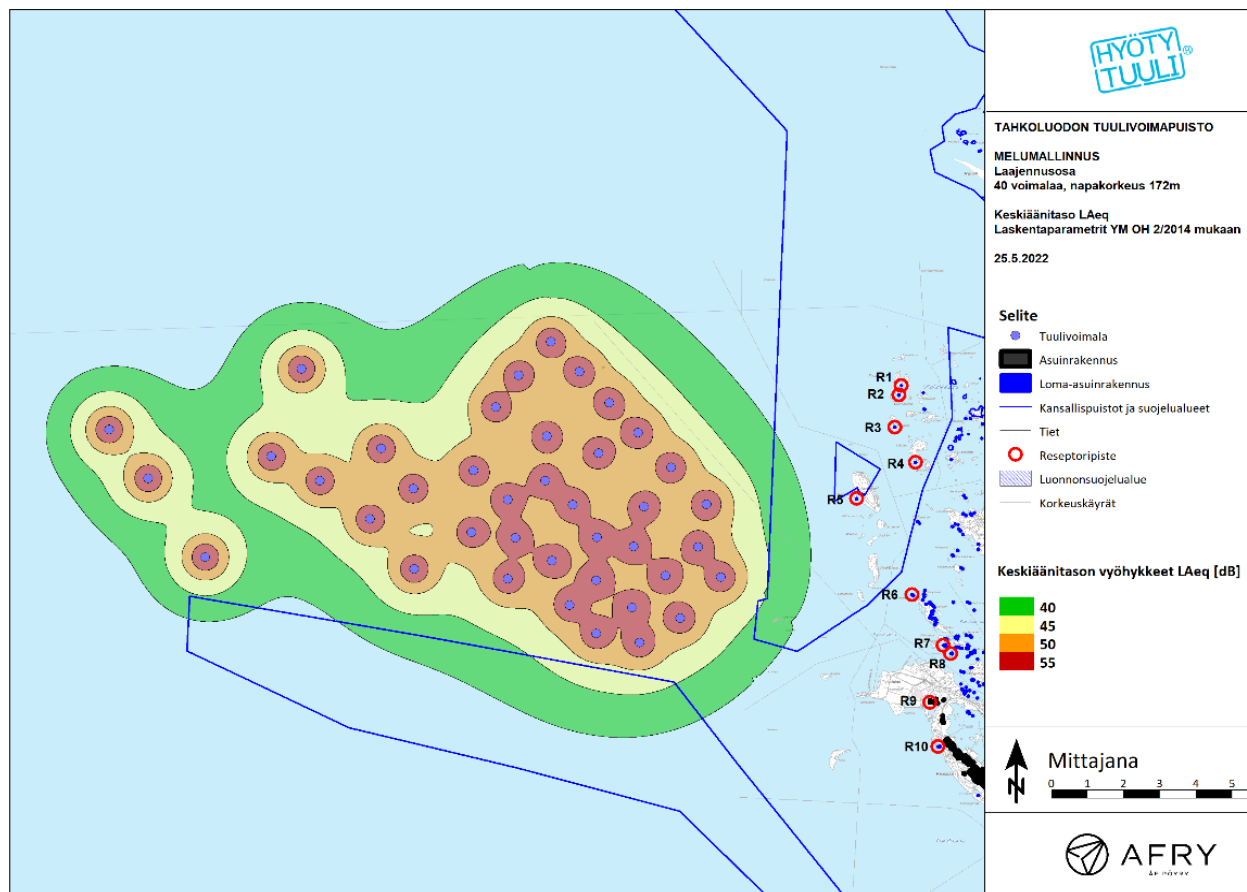 HYÖTY
TUULI®
TAHKOLUODON TUULIVOIMAPUISTO
MELUMALLINNUS
Laajennusosa
40 voimalaa, napakorkeus 172m
Keskiäänitaso LAeq
Laskentaparametrit YM OH 2/2014 mukaan
25.5.2022
Selite
Tuulivoimala
Asuinrakennus
Loma-asuinrakennus
Kansallispuistot ja suojelualueet
Tiet
Reseptoripiste
Luonnonsuojelualue
Korkeuskäyrät
Keskiäänitason vyöhykkeet LAeq [dB]
40
45
50
55
N
Mittajana
0 1 2 3 4 5
AFRY
ÅF PÖYRY
R1
R2
R3
R4
R5
R6
R7
R8
R9
R10